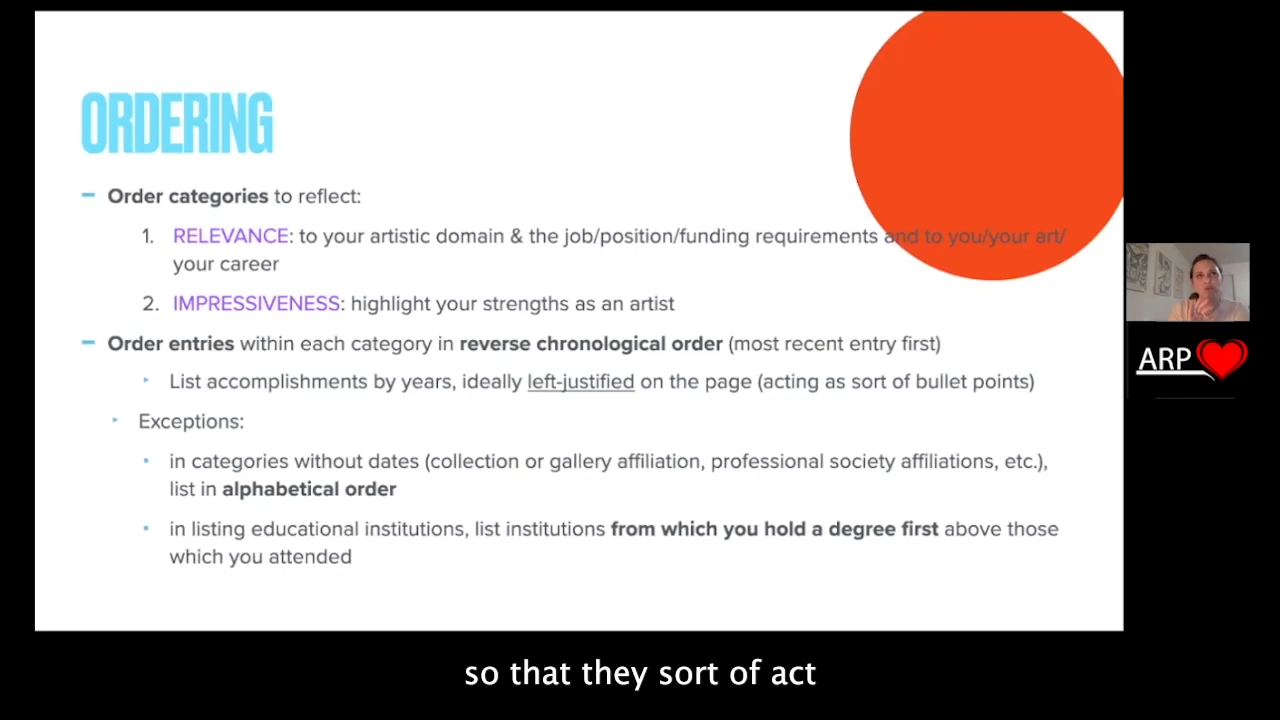 ORDERING
Order categories to reflect:
1. RELEVANCE: to your artistic domain & the job/position/funding requirements and to you/your art/
your career
2. IMPRESSIVENESS: highlight your strengths as an artist
Order entries within each category in reverse chronological order (most recent entry first)
List accomplishments by years, ideally left-justified on the page (acting as sort of bullet points)
Exceptions:
in categories without dates (collection or gallery affiliation, professional society affiliations, etc.),
list in alphabetical order
in listing educational institutions, list institutions from which you hold a degree first above those
which you attended
ARP
so that they sort of act